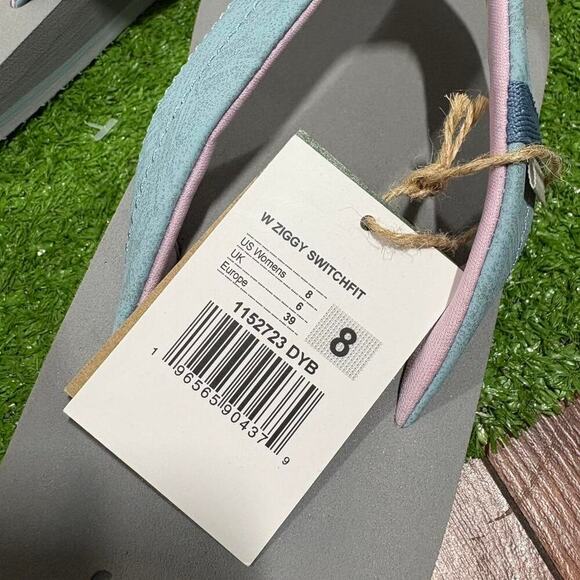 W ZIGGY SWITCHFIT
US Womens 8
UK 6
Europe 39
8
1152723 DYB
1 96565 90437 9